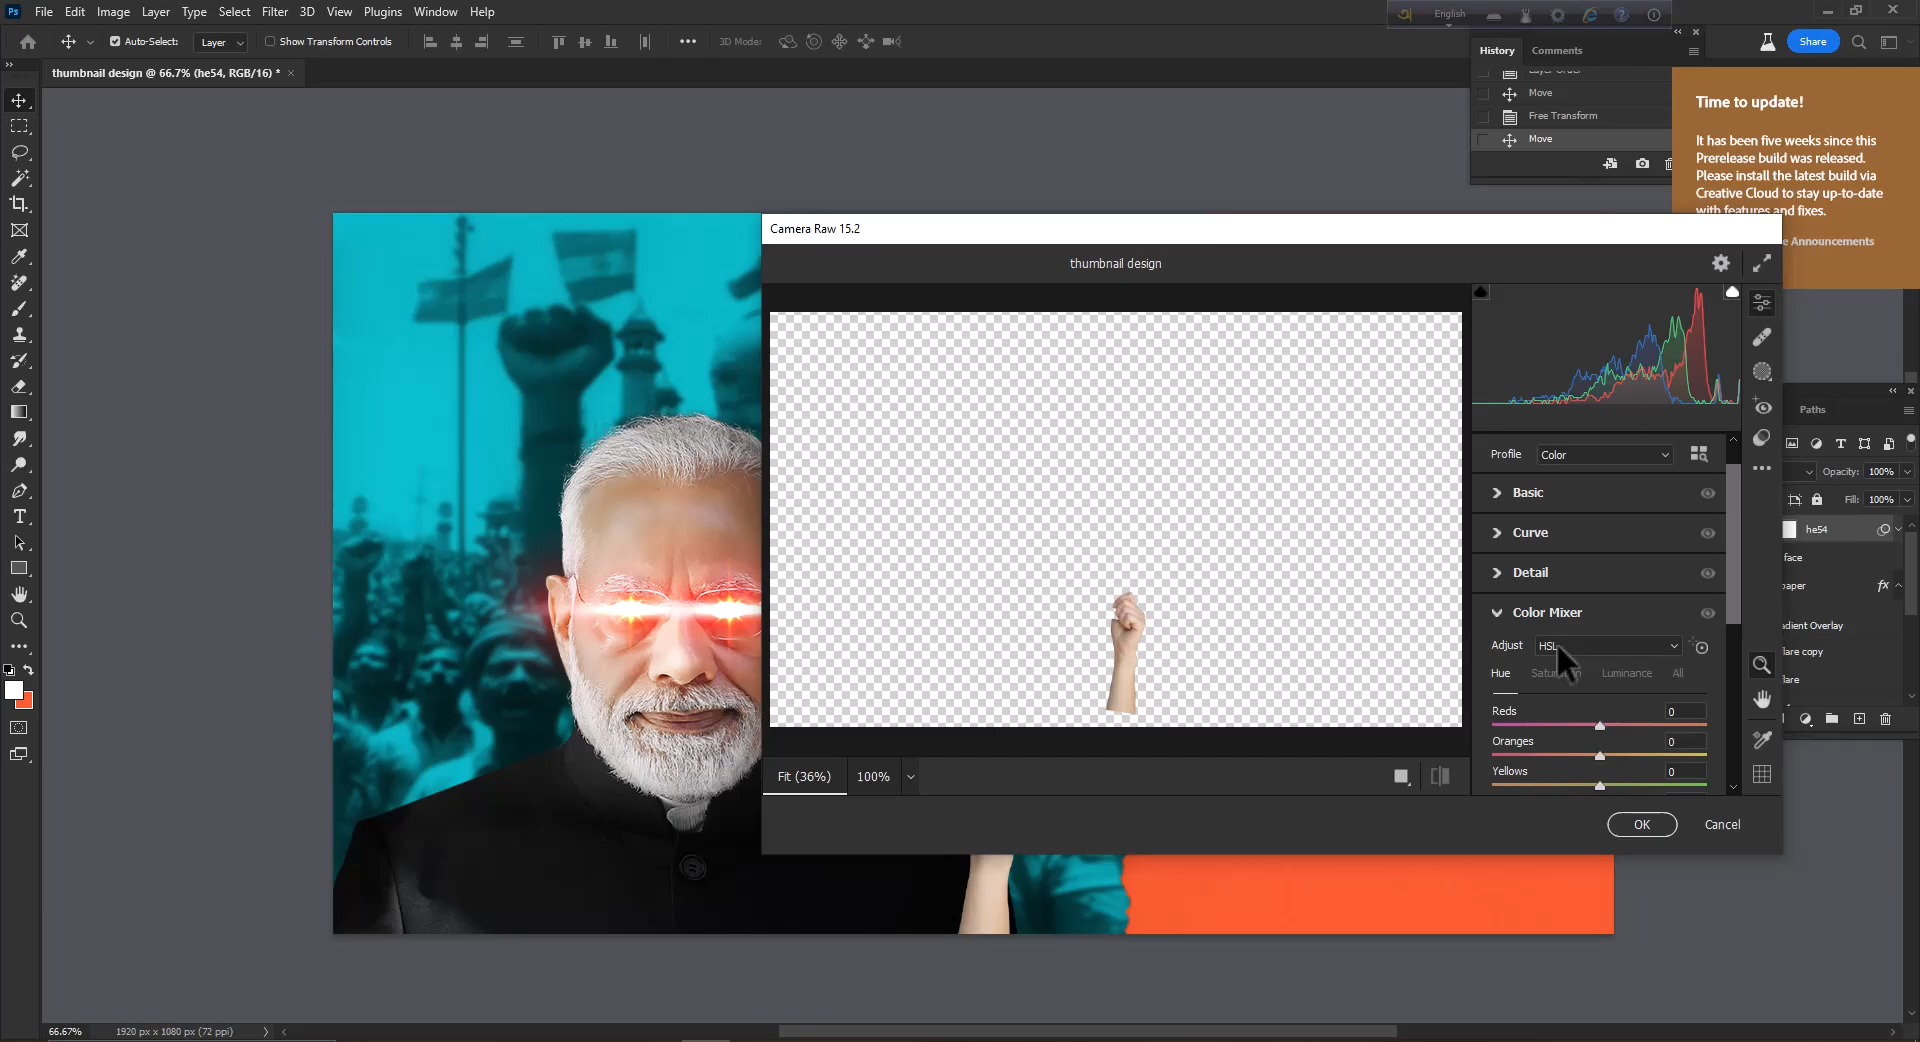 Ps File Edit Image Layer Type Select Filter 3D View Plugins Window Help
English
Auto-Select: Layer Show Transform Controls 3D Mode: Share
thumbnail design @ 66.7% (he54, RGB/16) *
History Comments
Layer Order
Move
Free Transform
Move
Time to update!
It has been five weeks since this
Prerelease build was released.
Please install the latest build via
Creative Cloud to stay up-to-date
with features and fixes.
Announcements
Camera Raw 15.2
thumbnail design
Profile Color
Basic
Curve
Detail
Color Mixer
Adjust HSL
Hue Luminance All
Reds 0
Oranges 0
Yellows 0
Fit (36%) 100%
OK Cancel
Paths
Opacity: 100%
Fill: 100%
he54
face
paper fx
adient Overlay
flare copy
flare
66.67% 1920 px x 1080 px (72 ppi)